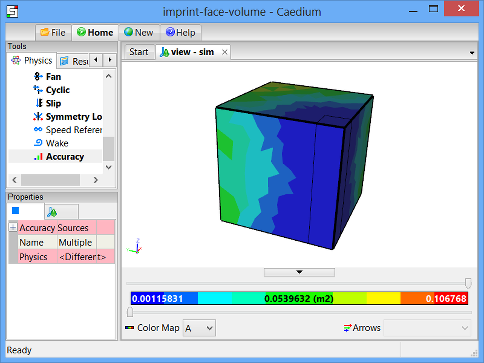 imprint-face-volume - Caedium
File Home New Help
Tools
Physics Resu
Fan
Cyclic
Slip
Symmetry Lo
Speed Refere
Wake
Accuracy
Properties
Accuracy Sources
Name Multiple
Physics <Different>
Start view - sim
0.00115831 0.0539632 (m2) 0.106768
Color Map A Arrows
Ready